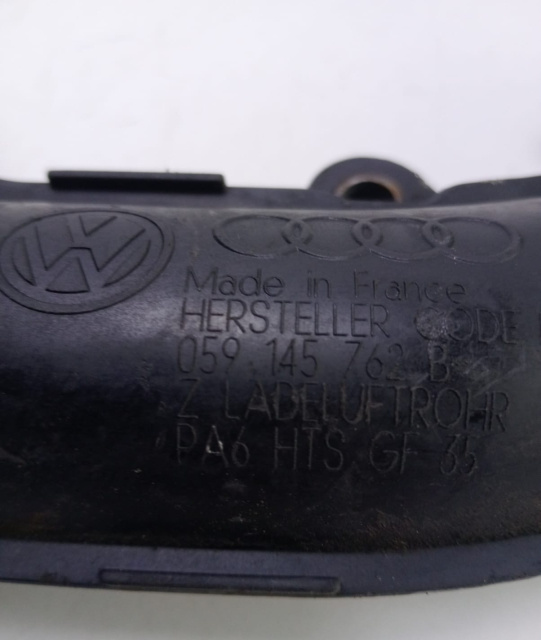 Made in France
HERSTELLER CODE
059 145 762 B
Z LADELUFTROHR
PA6 HTS GF 65